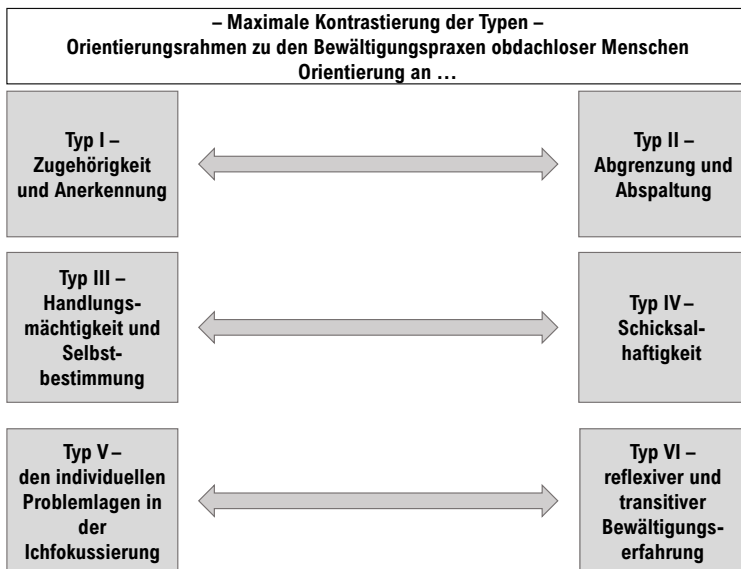 – Maximale Kontrastierung der Typen –
Orientierungsrahmen zu den Bewältigungspraxen obdachloser Menschen
Orientierung an …
Typ I –
Zugehörigkeit
und Anerkennung
Typ II –
Abgrenzung und
Abspaltung
Typ III –
Handlungs-
mächtigkeit und
Selbst-
bestimmung
Typ IV –
Schicksal-
haftigkeit
Typ V –
den individuellen
Problemlagen in
der
Ichfokussierung
Typ VI –
reflexiver und
transitiver
Bewältigungs-
erfahrung